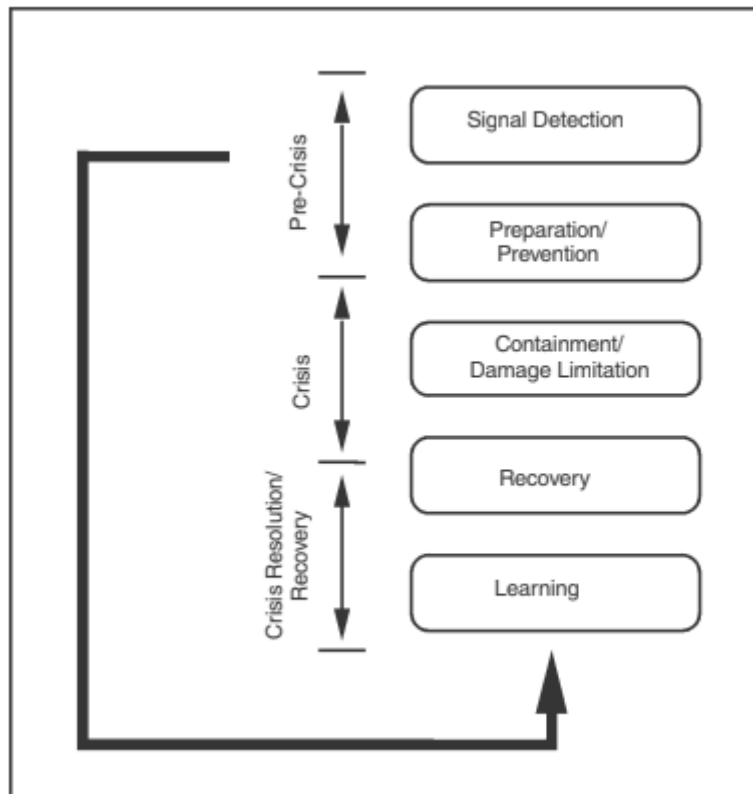 Pre-Crisis
Crisis
Crisis Resolution/
Recovery
Signal Detection
Preparation/
Prevention
Containment/
Damage Limitation
Recovery
Learning